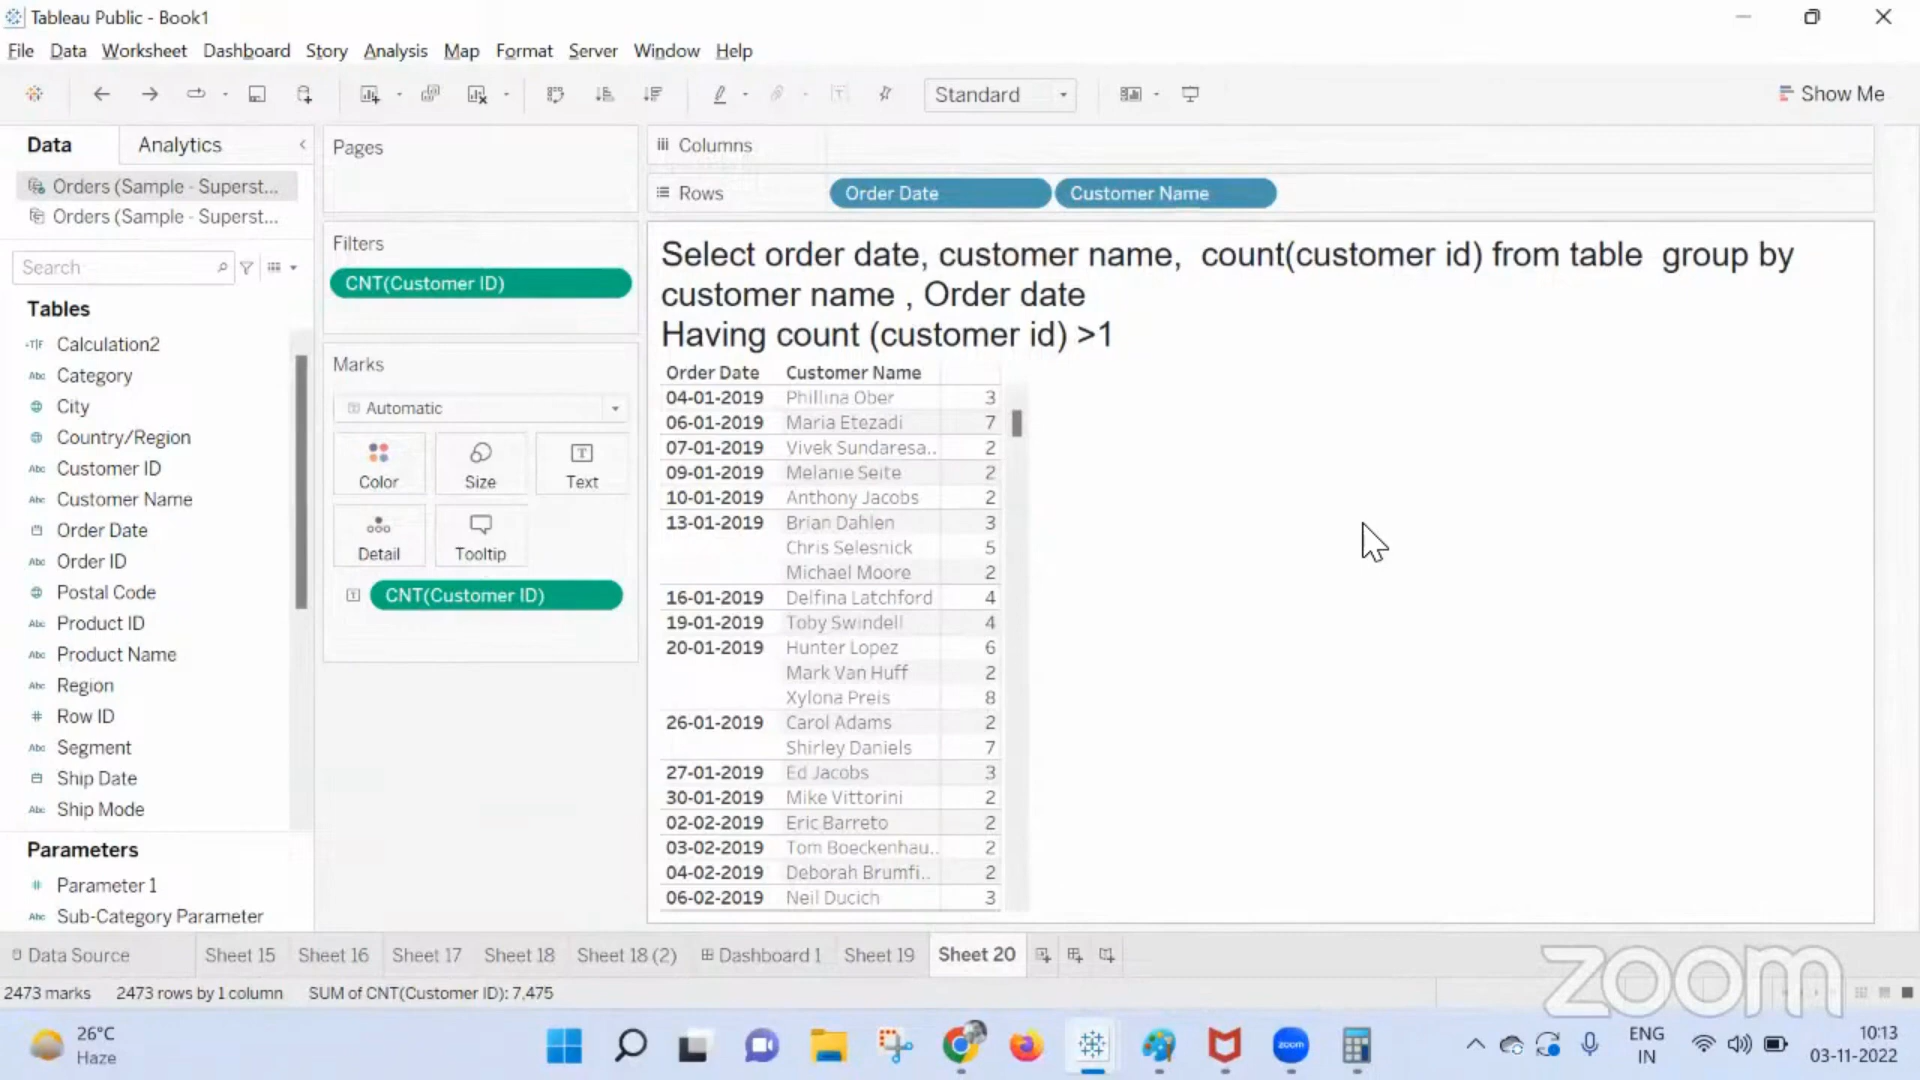 Tableau Public - Book1
File Data Worksheet Dashboard Story Analysis Map Format Server Window Help
Standard
Show Me
Data Analytics
Orders (Sample - Superst...
Orders (Sample - Superst...
Search
Tables
Calculation2
Category
City
Country/Region
Customer ID
Customer Name
Order Date
Order ID
Postal Code
Product ID
Product Name
Region
Row ID
Segment
Ship Date
Ship Mode
Parameters
Parameter 1
Sub-Category Parameter
Pages
Filters
CNT(Customer ID)
Marks
Automatic
Color Size Text
Detail Tooltip
CNT(Customer ID)
Columns
Rows Order Date Customer Name
Select order date, customer name, count(customer id) from table group by
customer name , Order date
Having count (customer id) >1
Order Date Customer Name
04-01-2019 Phillina Ober 3
06-01-2019 Maria Etezadi 7
07-01-2019 Vivek Sundaresa.. 2
09-01-2019 Melanie Seite 2
10-01-2019 Anthony Jacobs 2
13-01-2019 Brian Dahlen 3
Chris Selesnick 5
Michael Moore 2
16-01-2019 Delfina Latchford 4
19-01-2019 Toby Swindell 4
20-01-2019 Hunter Lopez 6
Mark Van Huff 2
Xylona Preis 8
26-01-2019 Carol Adams 2
Shirley Daniels 7
27-01-2019 Ed Jacobs 3
30-01-2019 Mike Vittorini 2
02-02-2019 Eric Barreto 2
03-02-2019 Tom Boeckenhau.. 2
04-02-2019 Deborah Brumfi.. 2
06-02-2019 Neil Ducich 3
Data Source Sheet 15 Sheet 16 Sheet 17 Sheet 18 Sheet 18 (2) Dashboard 1 Sheet 19 Sheet 20
2473 marks 2473 rows by 1 column SUM of CNT(Customer ID): 7,475
zoom
26°C
Haze
zoom
ENG
IN
10:13
03-11-2022